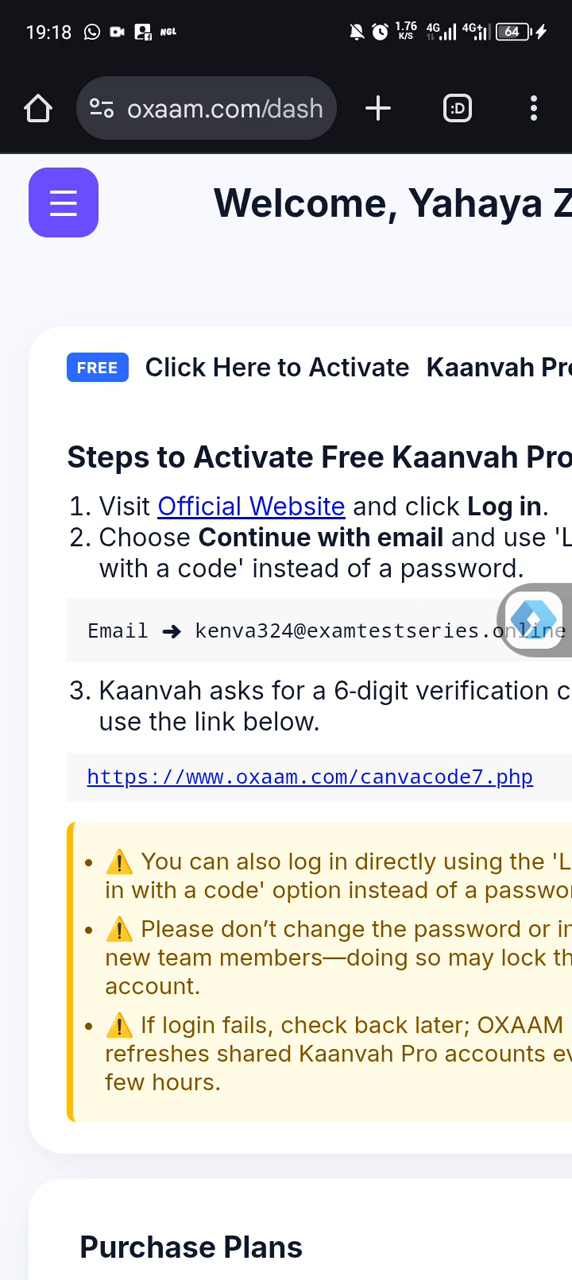 19:18 NGL 1.76 K/S 4G 4G+ 64
oxaam.com/dash :D
Welcome, Yahaya Z
FREE Click Here to Activate Kaanvah Pro
Steps to Activate Free Kaanvah Pro
1. Visit Official Website and click Log in.
2. Choose Continue with email and use 'L
with a code' instead of a password.
Email ➜ kenva324@examtestseries.online
3. Kaanvah asks for a 6-digit verification c
use the link below.
https://www.oxaam.com/canvacode7.php
• ⚠️ You can also log in directly using the 'L
in with a code' option instead of a passwo
• ⚠️ Please don’t change the password or in
new team members—doing so may lock th
account.
• ⚠️ If login fails, check back later; OXAAM
refreshes shared Kaanvah Pro accounts ev
few hours.
Purchase Plans